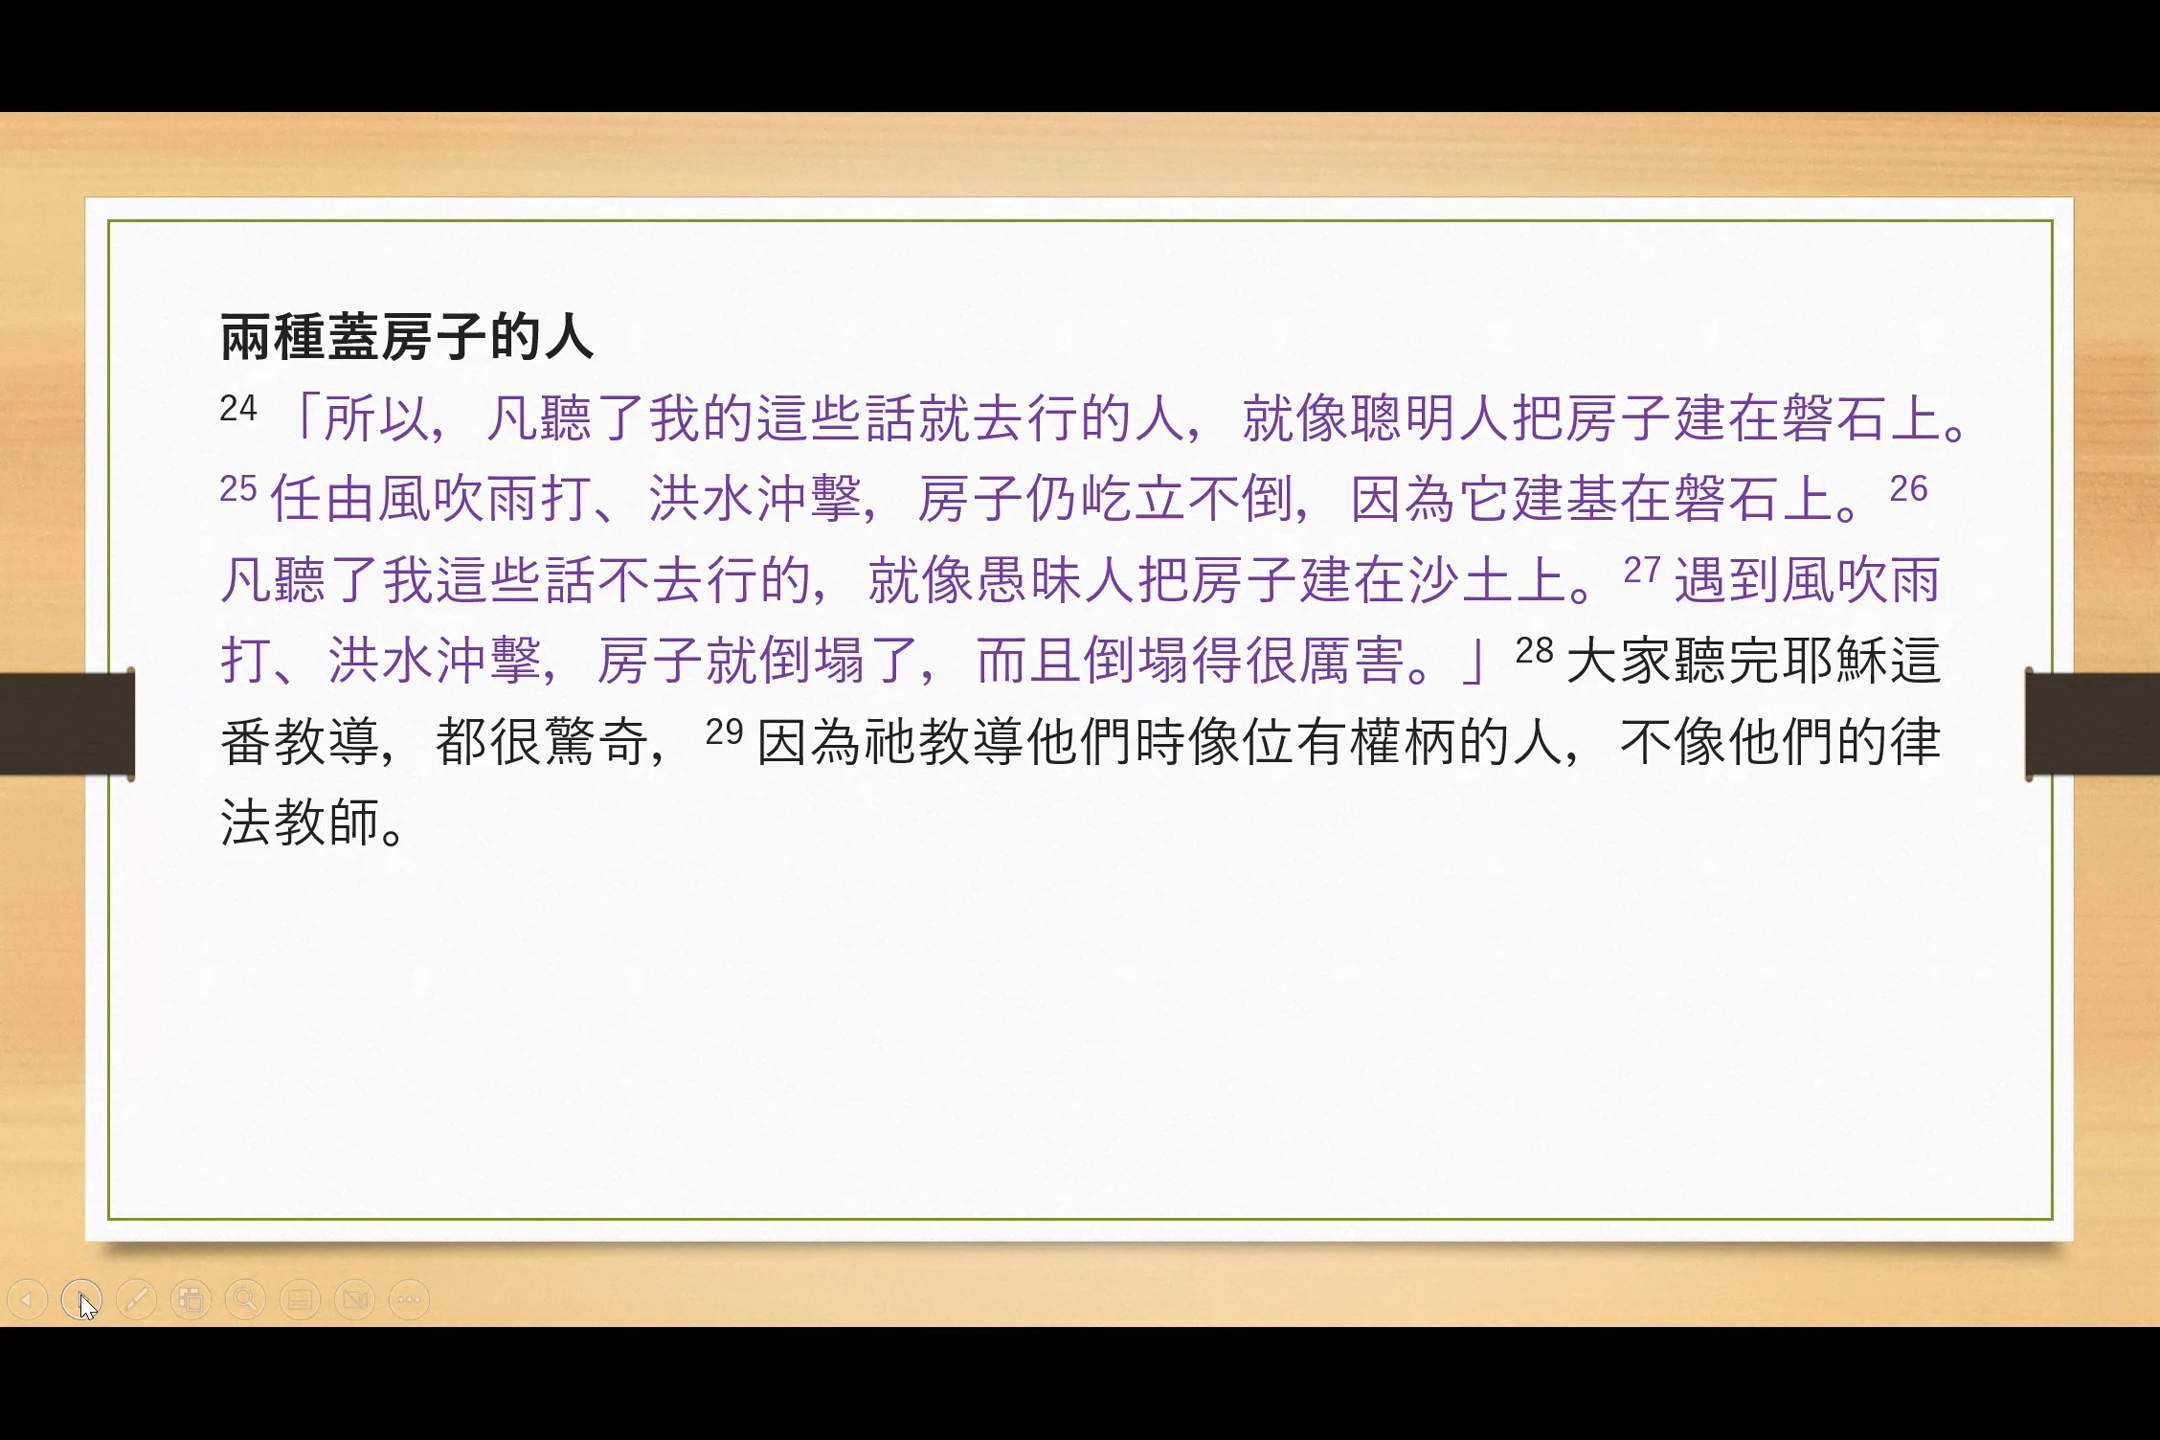 兩種蓋房子的人
24 「所以，凡聽了我的這些話就去行的人，就像聰明人把房子建在磐石上。
25 任由風吹雨打、洪水沖擊，房子仍屹立不倒，因為它建基在磐石上。26
凡聽了我這些話不去行的，就像愚昧人把房子建在沙土上。27 遇到風吹雨
打、洪水沖擊，房子就倒塌了，而且倒塌得很厲害。」28 大家聽完耶穌這
番教導，都很驚奇，29 因為祂教導他們時像位有權柄的人，不像他們的律
法教師。